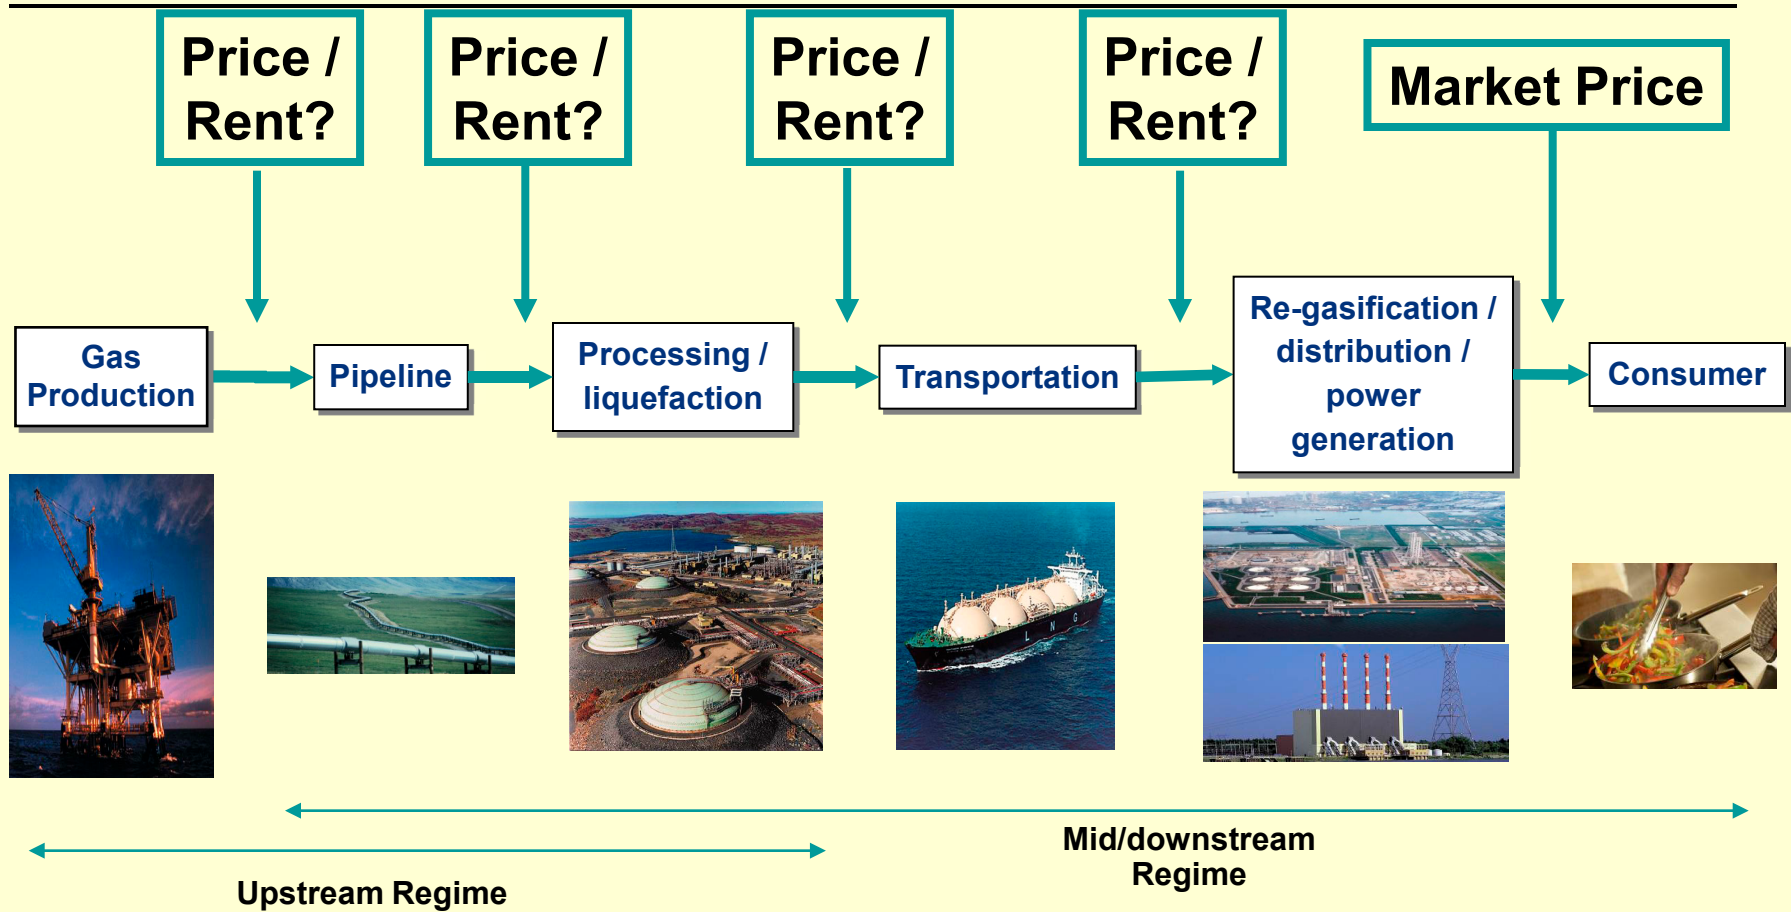 Price /
Rent?
Price /
Rent?
Price /
Rent?
Price /
Rent?
Market Price
Gas
Production
Pipeline
Processing /
liquefaction
Transportation
Re-gasification /
distribution /
power
generation
Consumer
L N G
Mid/downstream
Regime
Upstream Regime